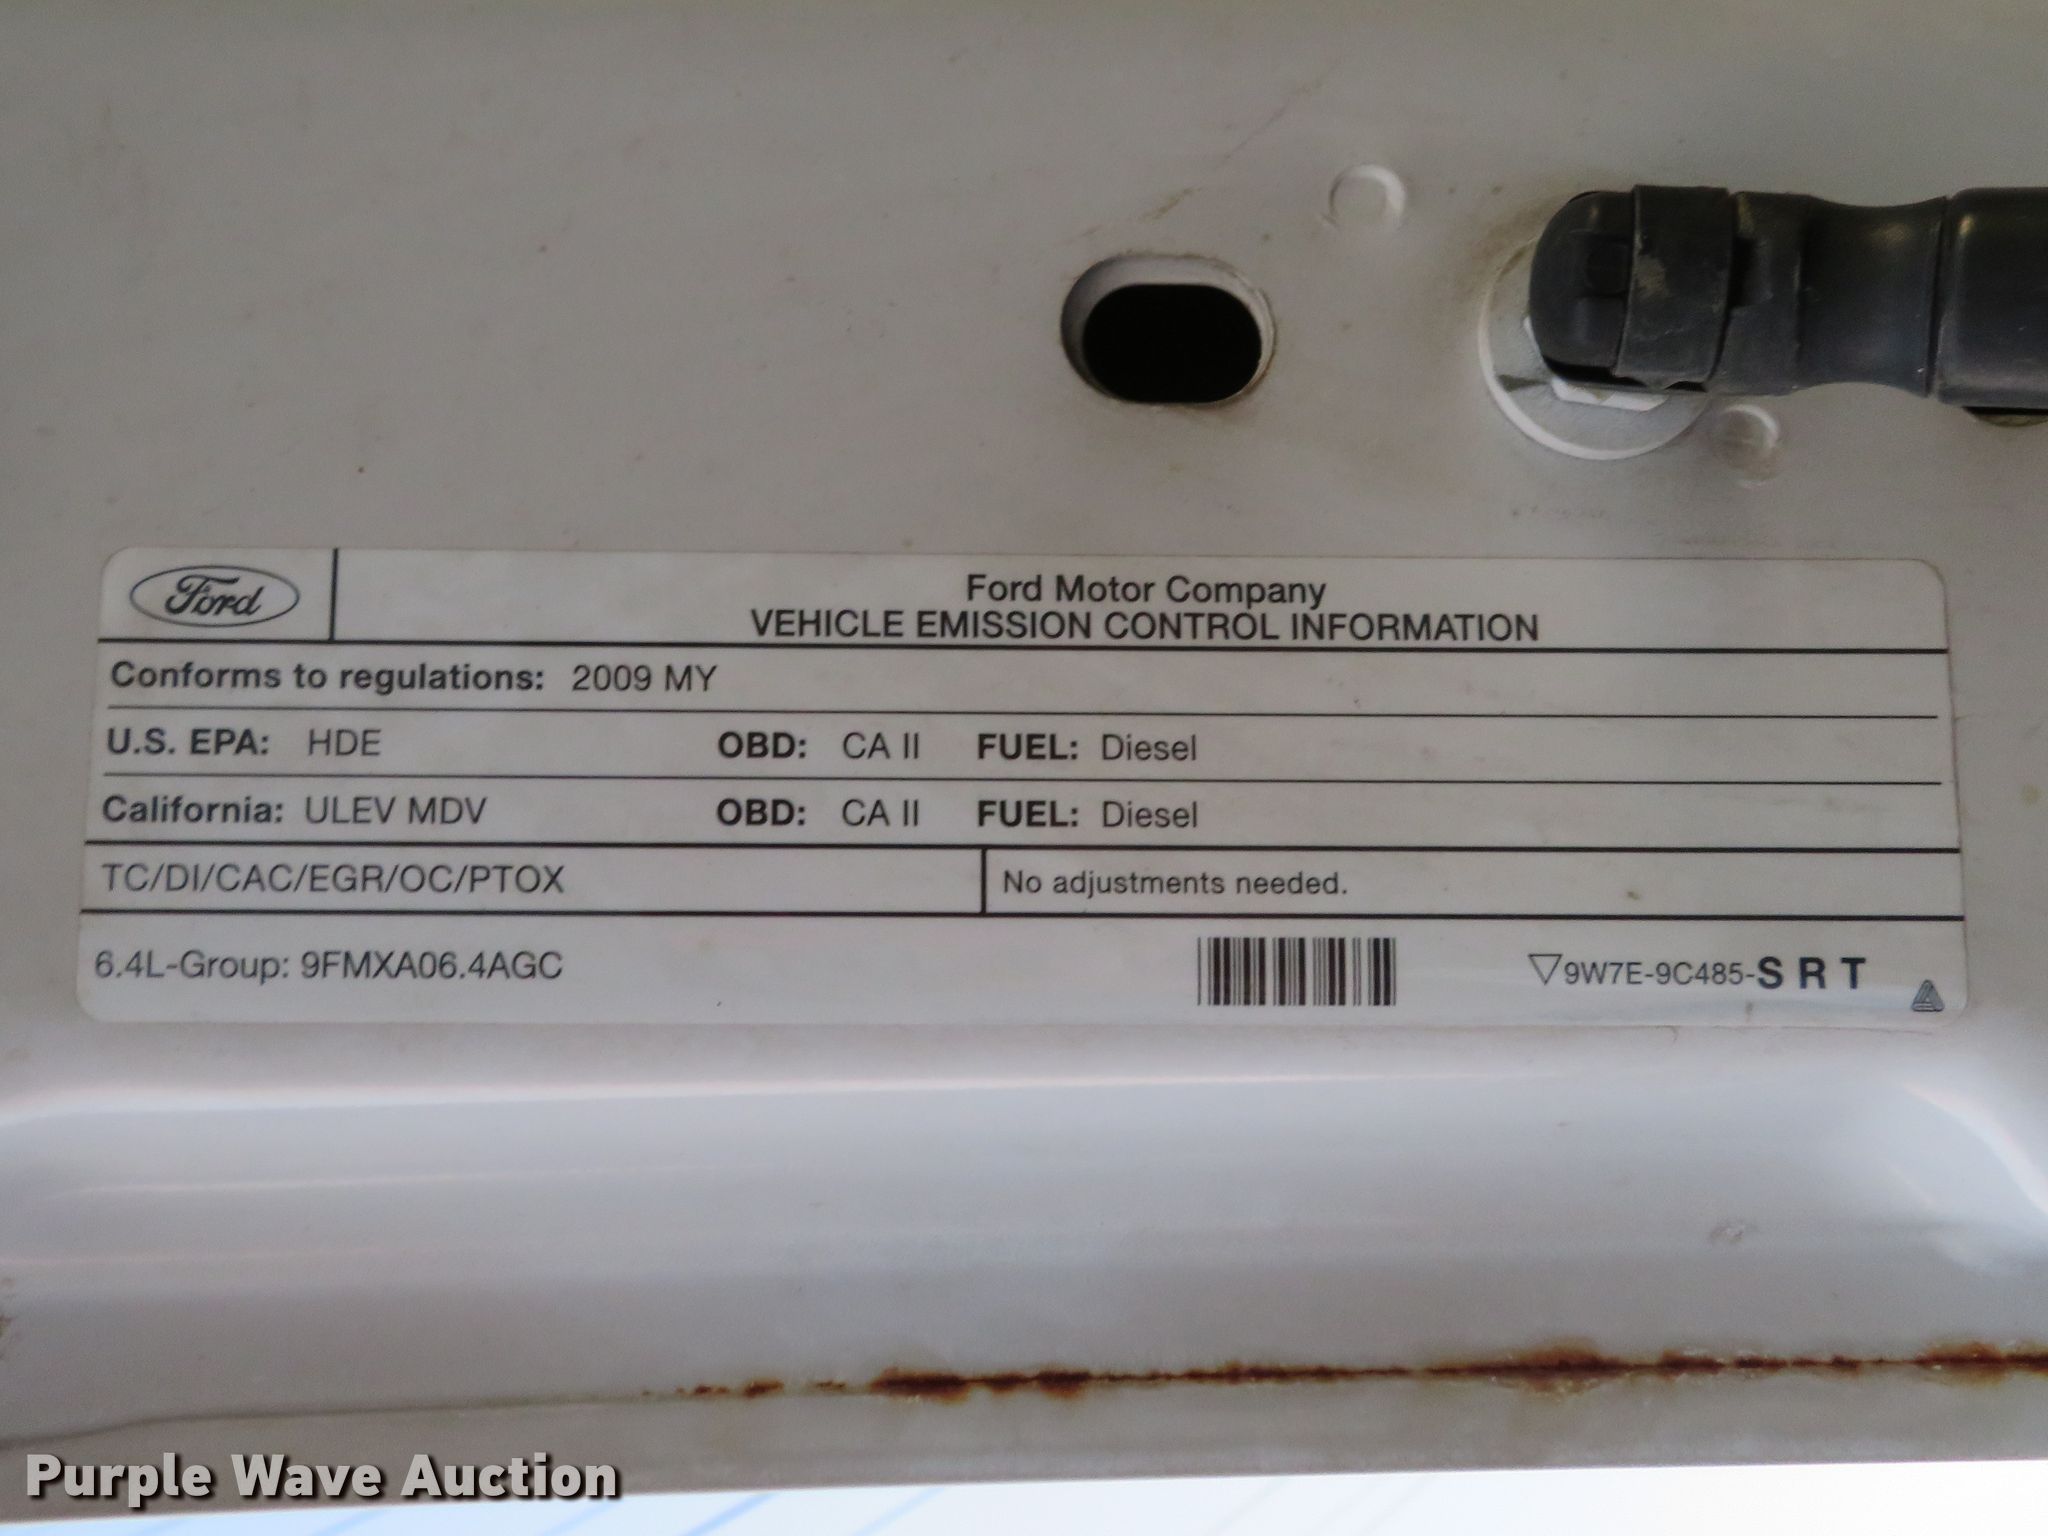 Ford
Ford Motor Company
VEHICLE EMISSION CONTROL INFORMATION
Conforms to regulations: 2009 MY
U.S. EPA: HDE OBD: CA II FUEL: Diesel
California: ULEV MDV OBD: CA II FUEL: Diesel
TC/DI/CAC/EGR/OC/PTOX No adjustments needed.
6.4L-Group: 9FMXA06.4AGC ▽9W7E-9C485-S R T
Purple Wave Auction